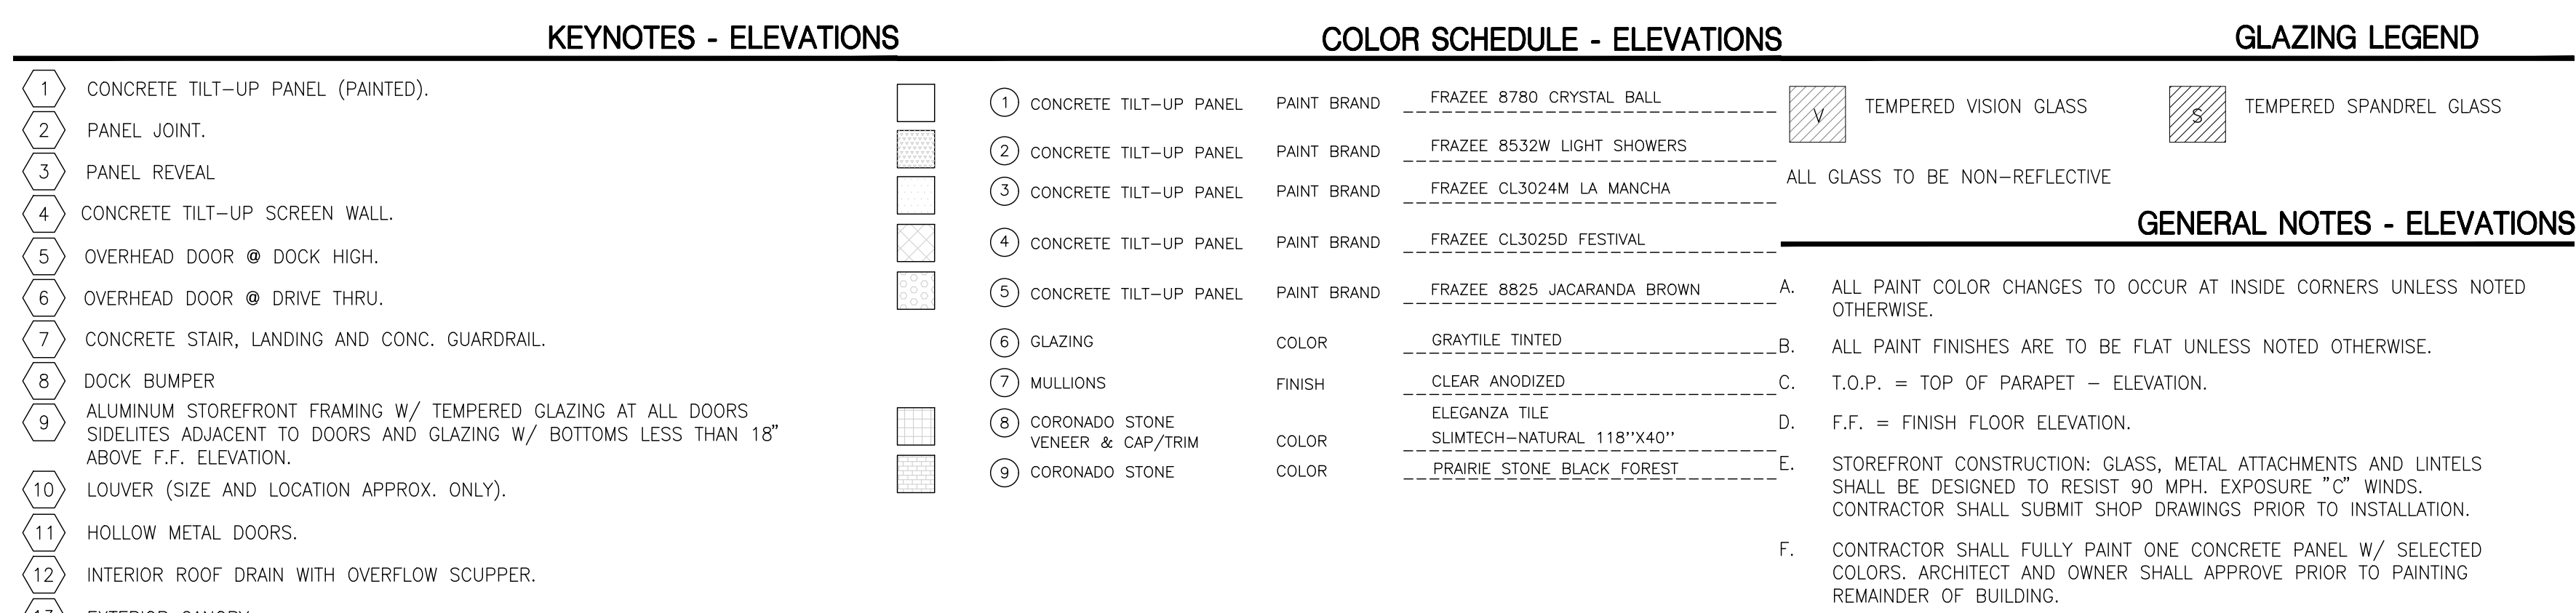 KEYNOTES - ELEVATIONS
1 CONCRETE TILT-UP PANEL (PAINTED).
2 PANEL JOINT.
3 PANEL REVEAL
4 CONCRETE TILT-UP SCREEN WALL.
5 OVERHEAD DOOR @ DOCK HIGH.
6 OVERHEAD DOOR @ DRIVE THRU.
7 CONCRETE STAIR, LANDING AND CONC. GUARDRAIL.
8 DOCK BUMPER
9 ALUMINUM STOREFRONT FRAMING W/ TEMPERED GLAZING AT ALL DOORS
SIDELITES ADJACENT TO DOORS AND GLAZING W/ BOTTOMS LESS THAN 18"
ABOVE F.F. ELEVATION.
10 LOUVER (SIZE AND LOCATION APPROX. ONLY).
11 HOLLOW METAL DOORS.
12 INTERIOR ROOF DRAIN WITH OVERFLOW SCUPPER.
COLOR SCHEDULE - ELEVATIONS
1 CONCRETE TILT-UP PANEL PAINT BRAND FRAZEE 8780 CRYSTAL BALL
2 CONCRETE TILT-UP PANEL PAINT BRAND FRAZEE 8532W LIGHT SHOWERS
3 CONCRETE TILT-UP PANEL PAINT BRAND FRAZEE CL3024M LA MANCHA
4 CONCRETE TILT-UP PANEL PAINT BRAND FRAZEE CL3025D FESTIVAL
5 CONCRETE TILT-UP PANEL PAINT BRAND FRAZEE 8825 JACARANDA BROWN
6 GLAZING COLOR GRAYTILE TINTED
7 MULLIONS FINISH CLEAR ANODIZED
ELEGANZA TILE
8 CORONADO STONE
VENEER & CAP/TRIM COLOR SLIMTECH-NATURAL 118''X40''
9 CORONADO STONE COLOR PRAIRIE STONE BLACK FOREST
GLAZING LEGEND
V TEMPERED VISION GLASS S TEMPERED SPANDREL GLASS
ALL GLASS TO BE NON-REFLECTIVE
GENERAL NOTES - ELEVATIONS
A. ALL PAINT COLOR CHANGES TO OCCUR AT INSIDE CORNERS UNLESS NOTED
OTHERWISE.
B. ALL PAINT FINISHES ARE TO BE FLAT UNLESS NOTED OTHERWISE.
C. T.O.P. = TOP OF PARAPET - ELEVATION.
D. F.F. = FINISH FLOOR ELEVATION.
E. STOREFRONT CONSTRUCTION: GLASS, METAL ATTACHMENTS AND LINTELS
SHALL BE DESIGNED TO RESIST 90 MPH. EXPOSURE "C" WINDS.
CONTRACTOR SHALL SUBMIT SHOP DRAWINGS PRIOR TO INSTALLATION.
F. CONTRACTOR SHALL FULLY PAINT ONE CONCRETE PANEL W/ SELECTED
COLORS. ARCHITECT AND OWNER SHALL APPROVE PRIOR TO PAINTING
REMAINDER OF BUILDING.